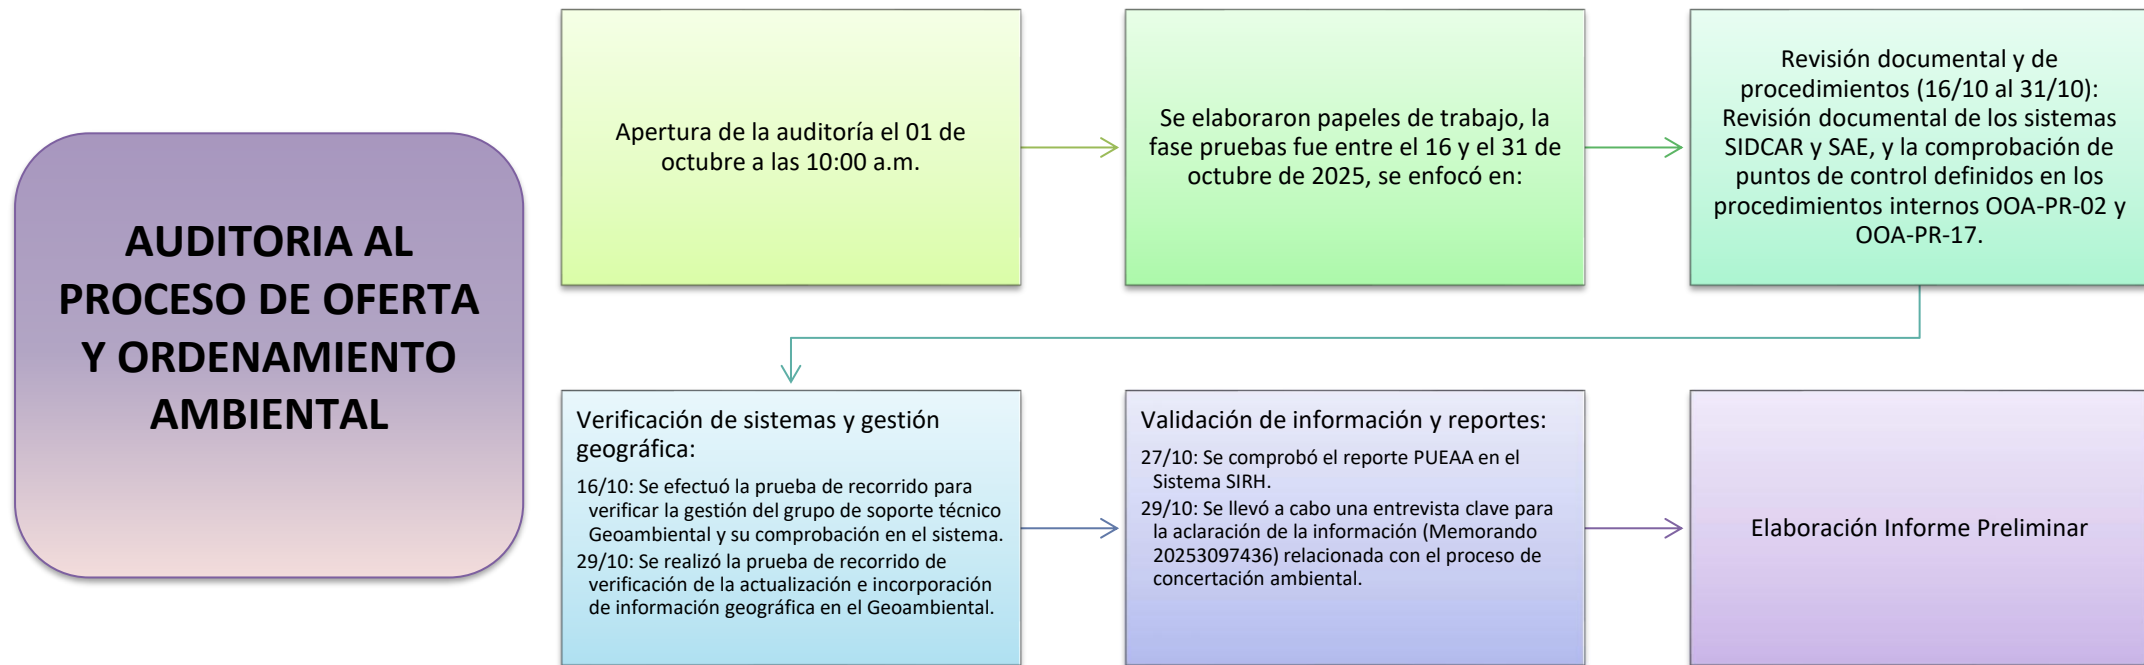 AUDITORIA AL
PROCESO DE OFERTA
Y ORDENAMIENTO
AMBIENTAL
Apertura de la auditoría el 01 de
octubre a las 10:00 a.m.
Se elaboraron papeles de trabajo, la
fase pruebas fue entre el 16 y el 31 de
octubre de 2025, se enfocó en:
Revisión documental y de
procedimientos (16/10 al 31/10):
Revisión documental de los sistemas
SIDCAR y SAE, y la comprobación de
puntos de control definidos en los
procedimientos internos OOA-PR-02 y
OOA-PR-17.
Verificación de sistemas y gestión
geográfica:
16/10: Se efectuó la prueba de recorrido para
verificar la gestión del grupo de soporte técnico
Geoambiental y su comprobación en el sistema.
29/10: Se realizó la prueba de recorrido de
verificación de la actualización e incorporación
de información geográfica en el Geoambiental.
Validación de información y reportes:
27/10: Se comprobó el reporte PUEAA en el
Sistema SIRH.
29/10: Se llevó a cabo una entrevista clave para
la aclaración de la información (Memorando
20253097436) relacionada con el proceso de
concertación ambiental.
Elaboración Informe Preliminar